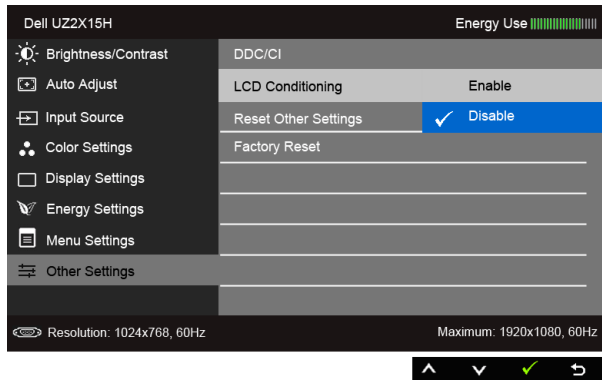 Dell UZ2X15H Energy Use
Brightness/Contrast DDC/CI
Auto Adjust LCD Conditioning Enable
Input Source Reset Other Settings Disable
Color Settings Factory Reset
Display Settings
Energy Settings
Menu Settings
Other Settings
Resolution: 1024x768, 60Hz Maximum: 1920x1080, 60Hz